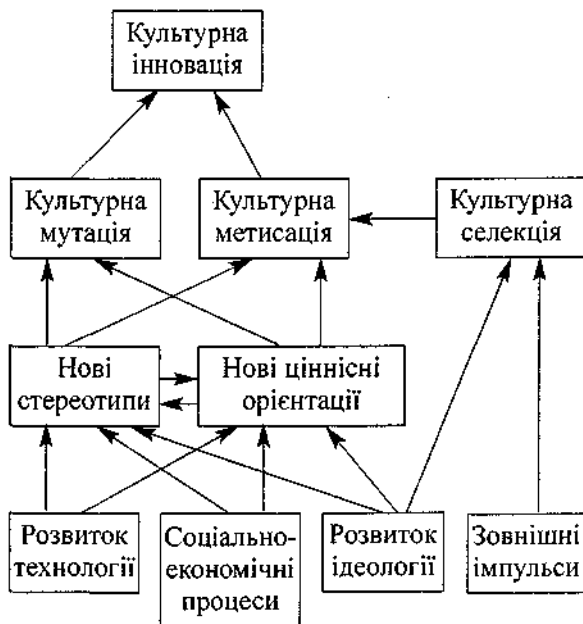 Культурна
інновація
Культурна
мутація
Культурна
метисація
Культурна
селекція
Нові
стереотипи
Нові ціннісні
орієнтації
Розвиток
технології
Соціально-
економічні
процеси
Розвиток
ідеології
Зовнішні
імпульси